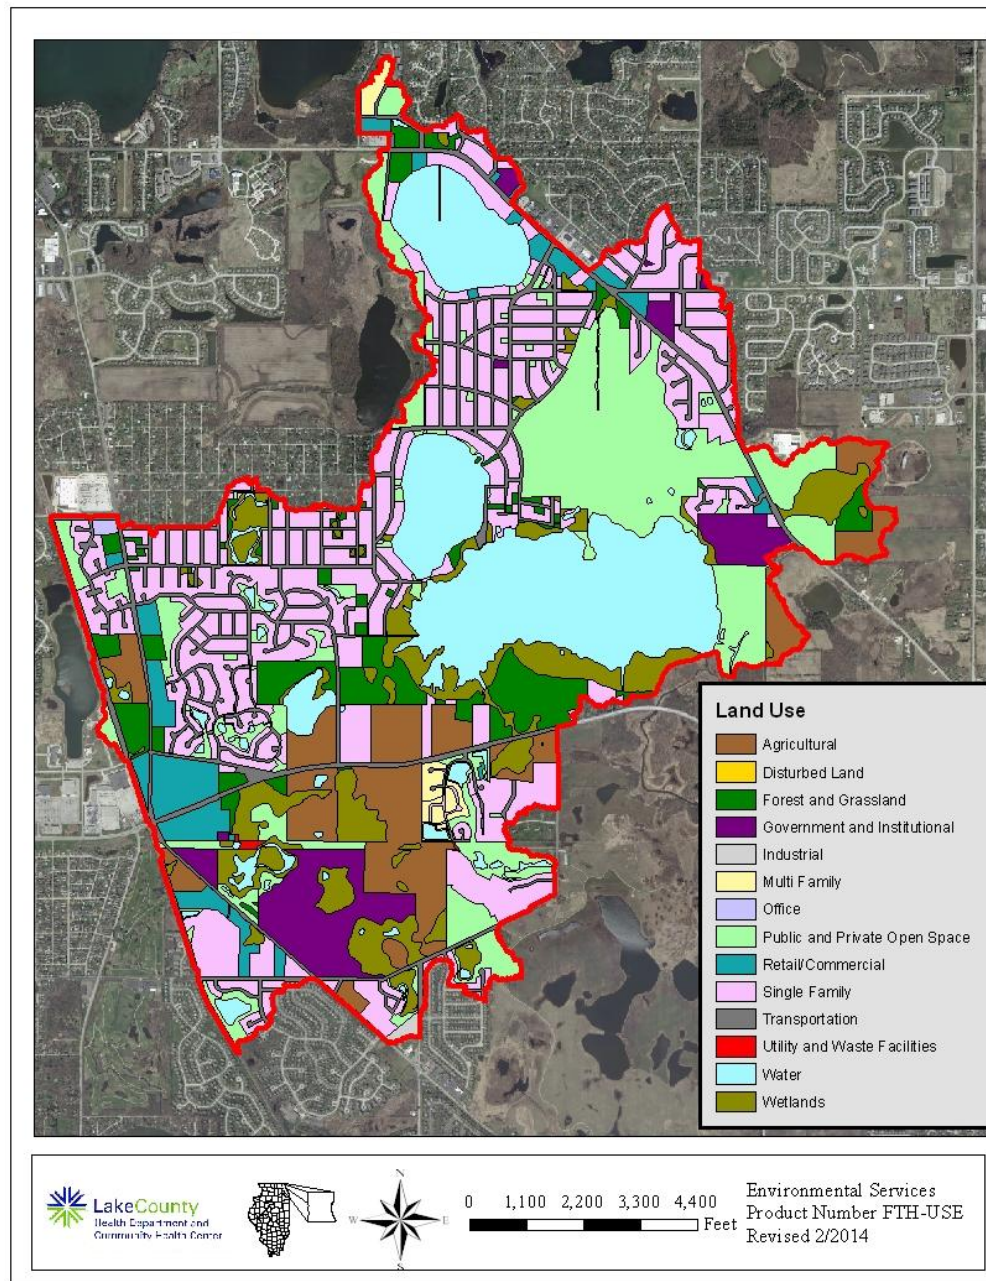 Land Use
Agricultural
Disturbed Land
Forest and Grassland
Government and Institutional
Industrial
Multi Family
Office
Public and Private Open Space
Retail/Commercial
Single Family
Transportation
Utility and Waste Facilities
Water
Wetlands
LakeCounty
Health Department and
Community Health Center
N
W E
S
0 1,100 2,200 3,300 4,400
Feet
Environmental Services
Product Number FTH-USE
Revised 2/2014